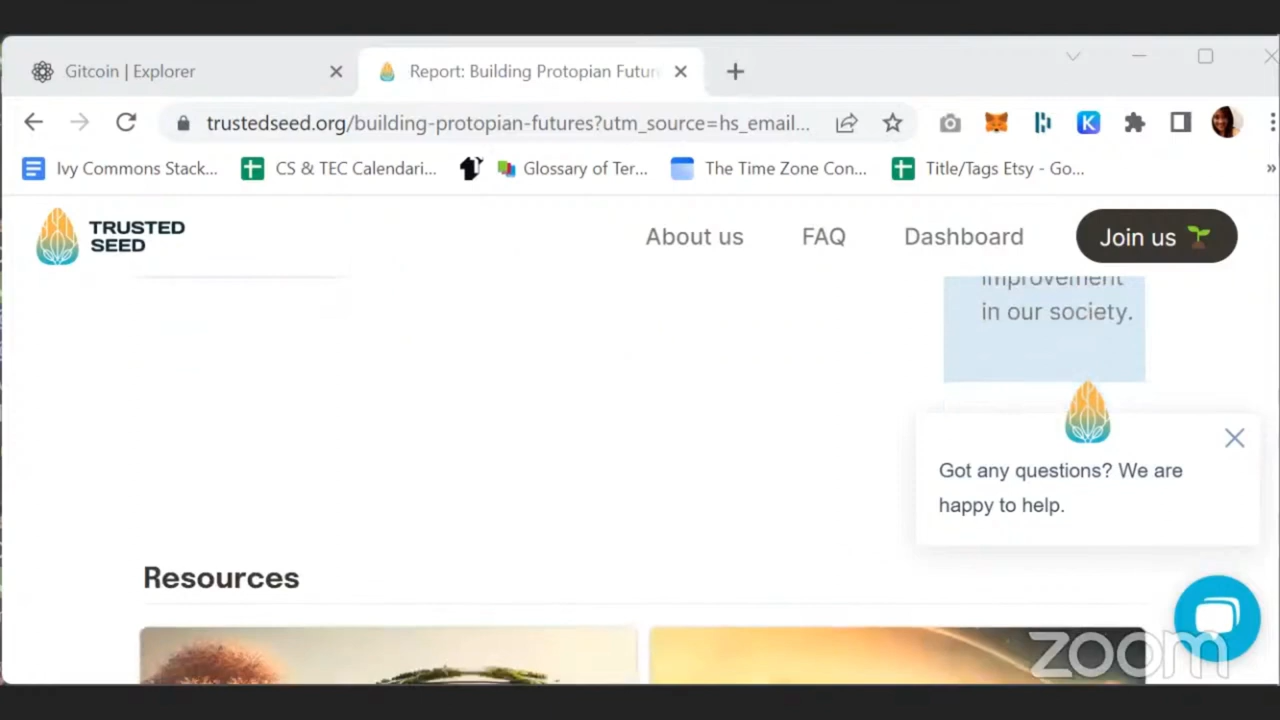 Gitcoin | Explorer
Report: Building Protopian Futur
trustedseed.org/building-protopian-futures?utm_source=hs_email...
Ivy Commons Stack...
CS & TEC Calendari...
Glossary of Ter...
The Time Zone Con...
Title/Tags Etsy - Go...
»
TRUSTED
SEED
About us
FAQ
Dashboard
Join us
improvement
in our society.
Got any questions? We are
happy to help.
Resources
zoom